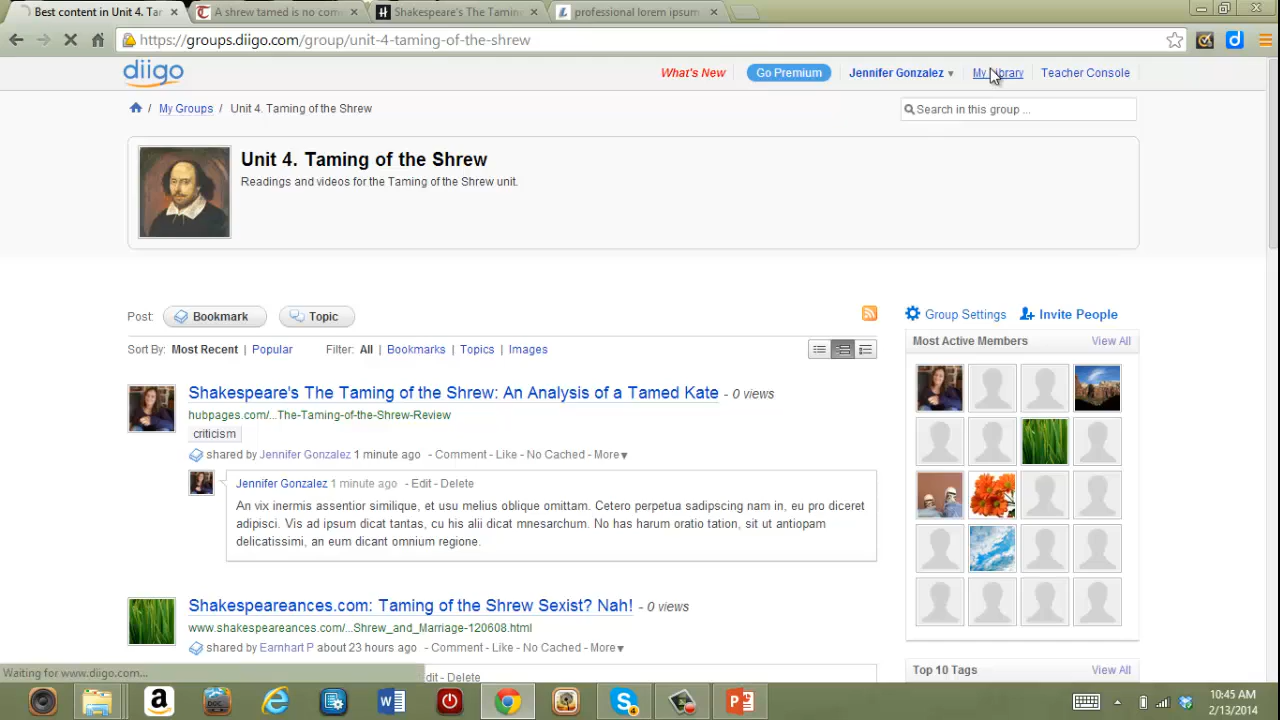 Best content in Unit 4. Tar
A shrew tamed is no com
Shakespeare's The Tamin
professional lorem ipsum
https://groups.diigo.com/group/unit-4-taming-of-the-shrew
diigo
What's New
Go Premium
Jennifer Gonzalez ▾
My Library
Teacher Console
/ My Groups / Unit 4. Taming of the Shrew
Search in this group ...
Unit 4. Taming of the Shrew
Readings and videos for the Taming of the Shrew unit.
Post: Bookmark Topic
Group Settings Invite People
Sort By: Most Recent | Popular Filter: All | Bookmarks | Topics | Images
Most Active Members View All
Shakespeare's The Taming of the Shrew: An Analysis of a Tamed Kate - 0 views
hubpages.com/...The-Taming-of-the-Shrew-Review
criticism
shared by Jennifer Gonzalez 1 minute ago - Comment - Like - No Cached - More▾
Jennifer Gonzalez 1 minute ago - Edit - Delete
An vix inermis assentior similique, et usu melius oblique omittam. Cetero perpetua sadipscing nam in, eu pro diceret
adipisci. Vis ad ipsum dicat tantas, cu his alii dicat mnesarchum. No has harum oratio tation, sit ut antiopam
delicatissimi, an eum dicant omnium regione.
Shakespeareances.com: Taming of the Shrew Sexist? Nah! - 0 views
www.shakespeareances.com/...Shrew_and_Marriage-120608.html
shared by Earnhart P about 23 hours ago - Comment - Like - No Cached - More▾
Top 10 Tags View All
Waiting for www.diigo.com...
dit - Delete
10:45 AM
2/13/2014